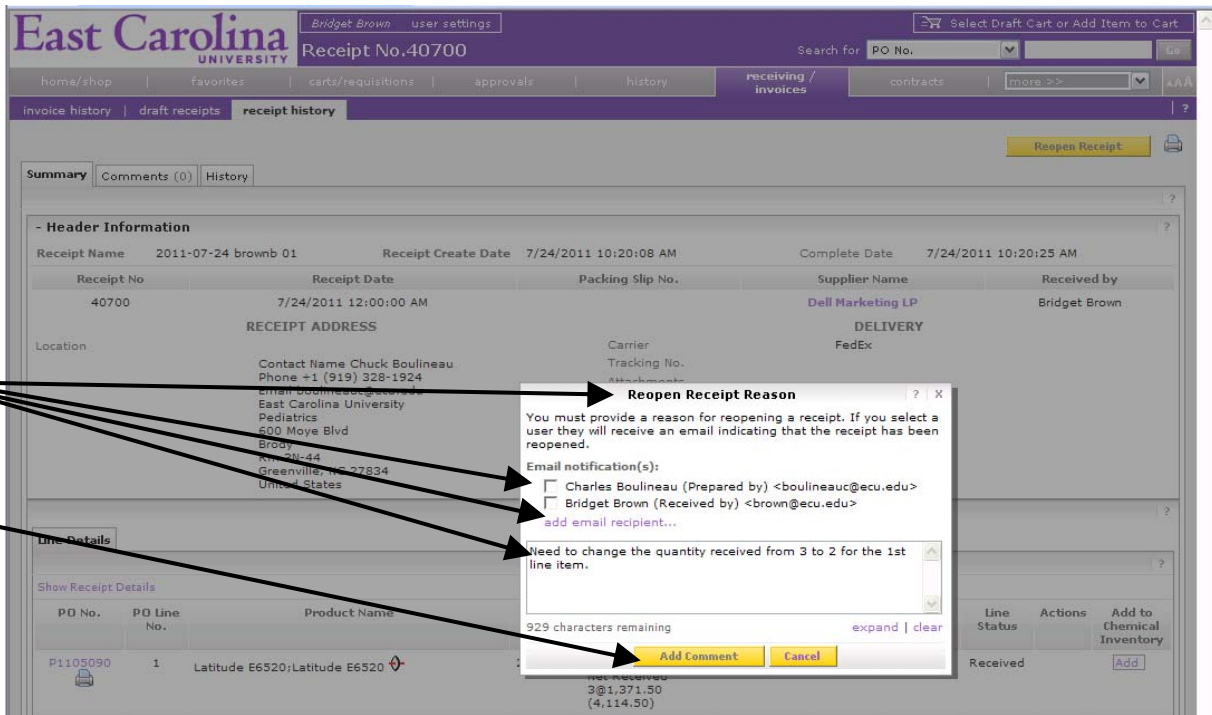 East Carolina
UNIVERSITY
Bridget Brown user settings
Select Draft Cart or Add Item to Cart
Receipt No.40700
Search for PO No. Go
home/shop | favorites | carts/requisitions | approvals | history | receiving / invoices | contracts | more >> AAA
invoice history | draft receipts receipt history | ?
Reopen Receipt
Summary Comments (0) History
?
- Header Information ?
Receipt Name 2011-07-24 brownb 01 Receipt Create Date 7/24/2011 10:20:08 AM Complete Date 7/24/2011 10:20:25 AM
Receipt No Receipt Date Packing Slip No. Supplier Name Received by
40700 7/24/2011 12:00:00 AM Dell Marketing LP Bridget Brown
RECEIPT ADDRESS DELIVERY
Location Carrier FedEx
Contact Name Chuck Boulineau Tracking No.
Phone +1 (919) 328-1924 Attachments
Email boulineauc@ecu.edu
East Carolina University
Pediatrics
600 Moye Blvd
Brody
Greenville, NC 27834
United States
Reopen Receipt Reason ? X
You must provide a reason for reopening a receipt. If you select a
user they will receive an email indicating that the receipt has been
reopened.
Email notification(s):
Charles Boulineau (Prepared by) <boulineauc@ecu.edu>
Bridget Brown (Received by) <brown@ecu.edu>
add email recipient...
Need to change the quantity received from 3 to 2 for the 1st
line item.
929 characters remaining expand | clear
Add Comment Cancel
?
Line Details
?
Show Receipt Details
PO No. PO Line No. Product Name Line Status Actions Add to Chemical Inventory
P1105090 1 Latitude E6520;Latitude E6520 Received Add
Net Received
3@1,371.50
(4,114.50)